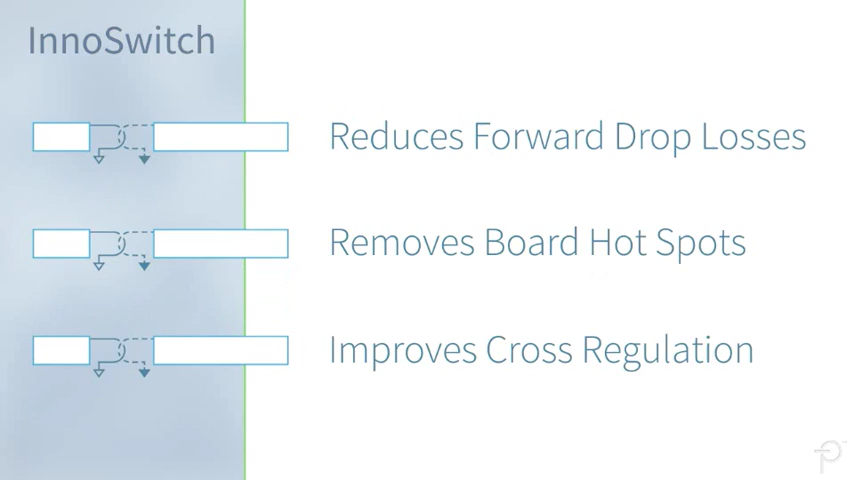 InnoSwitch
Reduces Forward Drop Losses
Removes Board Hot Spots
Improves Cross Regulation